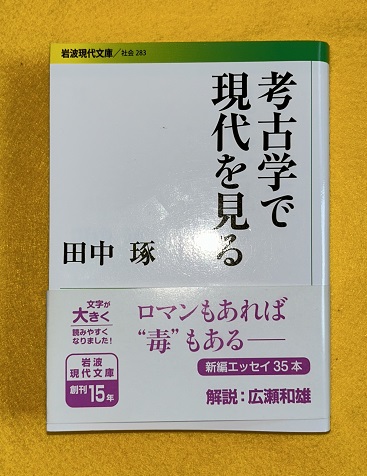 岩波現代文庫/社会 283
考古学で
現代を見る
田中 琢
文字が
大きく
読みやすく
なりました!
岩波
現代文庫
創刊15年
ロマンもあれば
“毒”もある──
新編エッセイ35本
解説:広瀬和雄